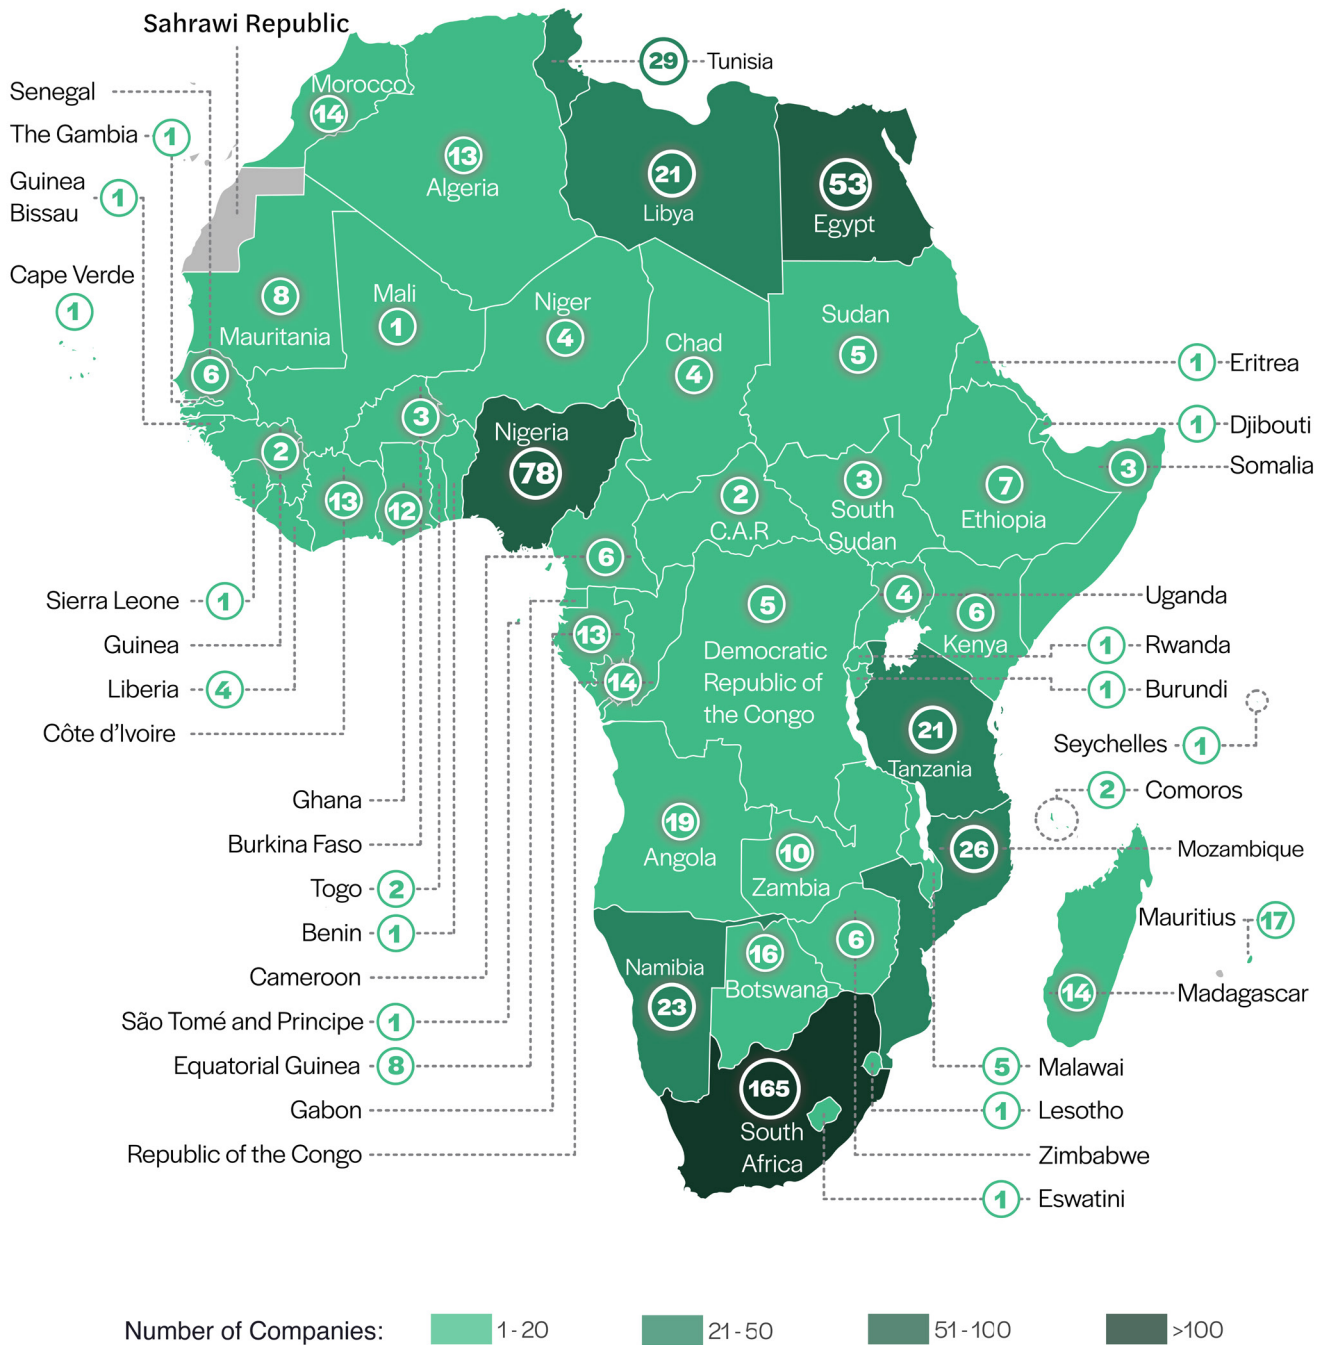 Sahrawi Republic
Senegal
The Gambia 1
Guinea
Bissau 1
Cape Verde
1
Morocco
14
13
Algeria
29 Tunisia
21
Libya
53
Egypt
8
Mauritania
Mali
1
Niger
4
Chad
4
Sudan
5
1 Eritrea
1 Djibouti
Somalia
3
6
3
2
13
12
Nigeria
78
2
C.A.R
3
South
Sudan
7
Ethiopia
6
5
Democratic
Republic of
the Congo
4
Uganda
6
Kenya
1 Rwanda
1 Burundi
Seychelles 1
2 Comoros
13
14
21
Tanzania
19
Angola
10
Zambia
26
Mozambique
Mauritius 17
14
Madagascar
Namibia
23
16
Botswana
6
165
South
Africa
5 Malawai
1 Lesotho
Zimbabwe
1 Eswatini
Sierra Leone 1
Guinea
Liberia 4
Côte d’Ivoire
Ghana
Burkina Faso
Togo 2
Benin 1
Cameroon
São Tomé and Principe 1
Equatorial Guinea 8
Gabon
Republic of the Congo
Number of Companies: 1-20 21-50 51-100 >100